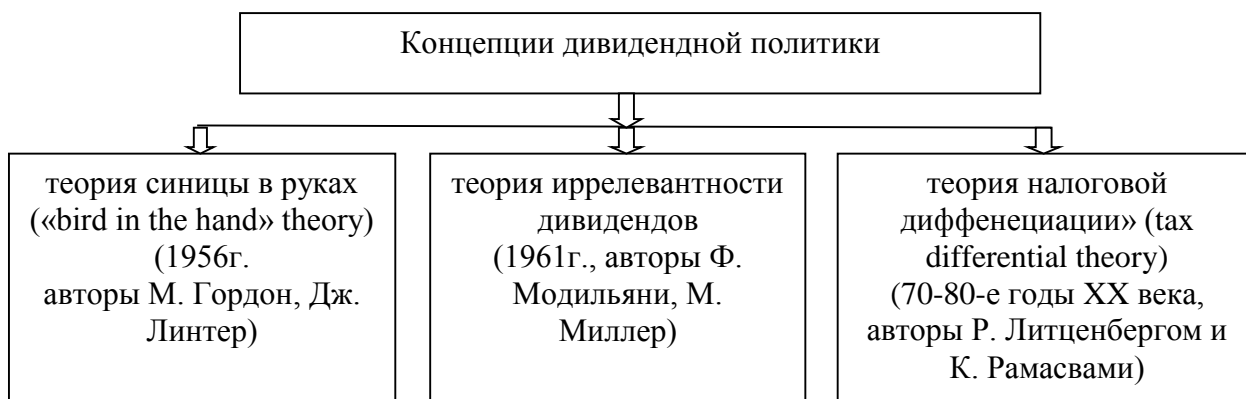 Концепции дивидендной политики
теория синицы в руках
(«bird in the hand» theory)
(1956г.
авторы М. Гордон, Дж.
Линтер)
теория иррелевантности
дивидендов
(1961г., авторы Ф.
Модильяни, М.
Миллер)
теория налоговой
диффенециации» (tax
differential theory)
(70-80-е годы XX века,
авторы Р. Литценбергом и
К. Рамасвами)